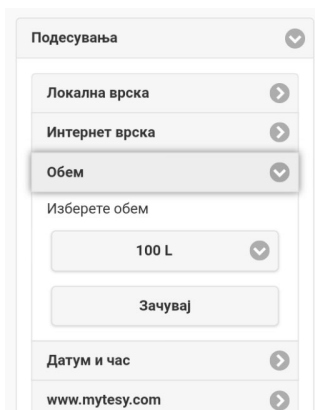 Подесувања
Локална врска
Интернет врска
Обем
Изберете обем
100 L
Зачувај
Датум и час
www.mytesy.com